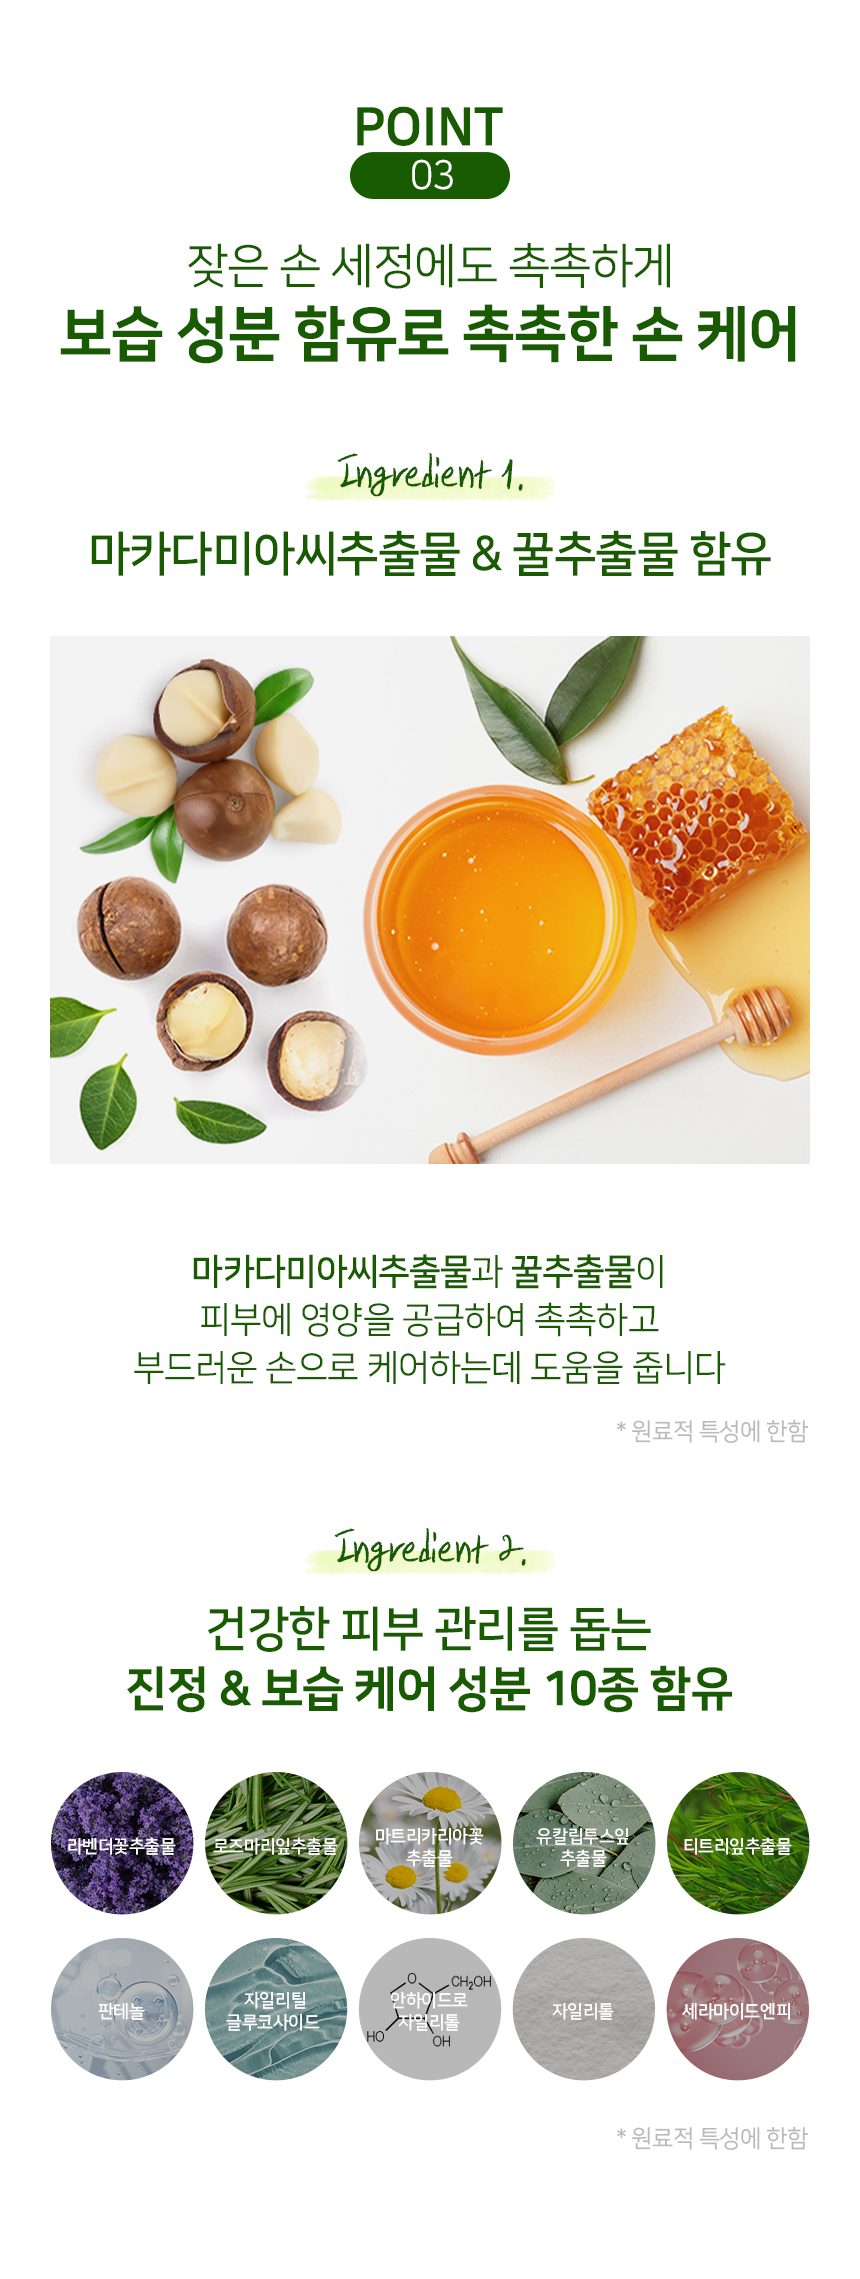 POINT
03
잦은 손 세정에도 촉촉하게
보습 성분 함유로 촉촉한 손 케어
Ingredient 1.
마카다미아씨추출물 & 꿀추출물 함유
마카다미아씨추출물과 꿀추출물이
피부에 영양을 공급하여 촉촉하고
부드러운 손으로 케어하는데 도움을 줍니다
* 원료적 특성에 한함
Ingredient 2.
건강한 피부 관리를 돕는
진정 & 보습 케어 성분 10종 함유
라벤더꽃추출물
로즈마리잎추출물
마트리카리아꽃
추출물
유칼립투스잎
추출물
티트리잎추출물
판테놀
자일리틸
글루코사이드
O
CH₂OH
안하이드로
자일리톨
HO
OH
자일리톨
세라마이드엔피
* 원료적 특성에 한함